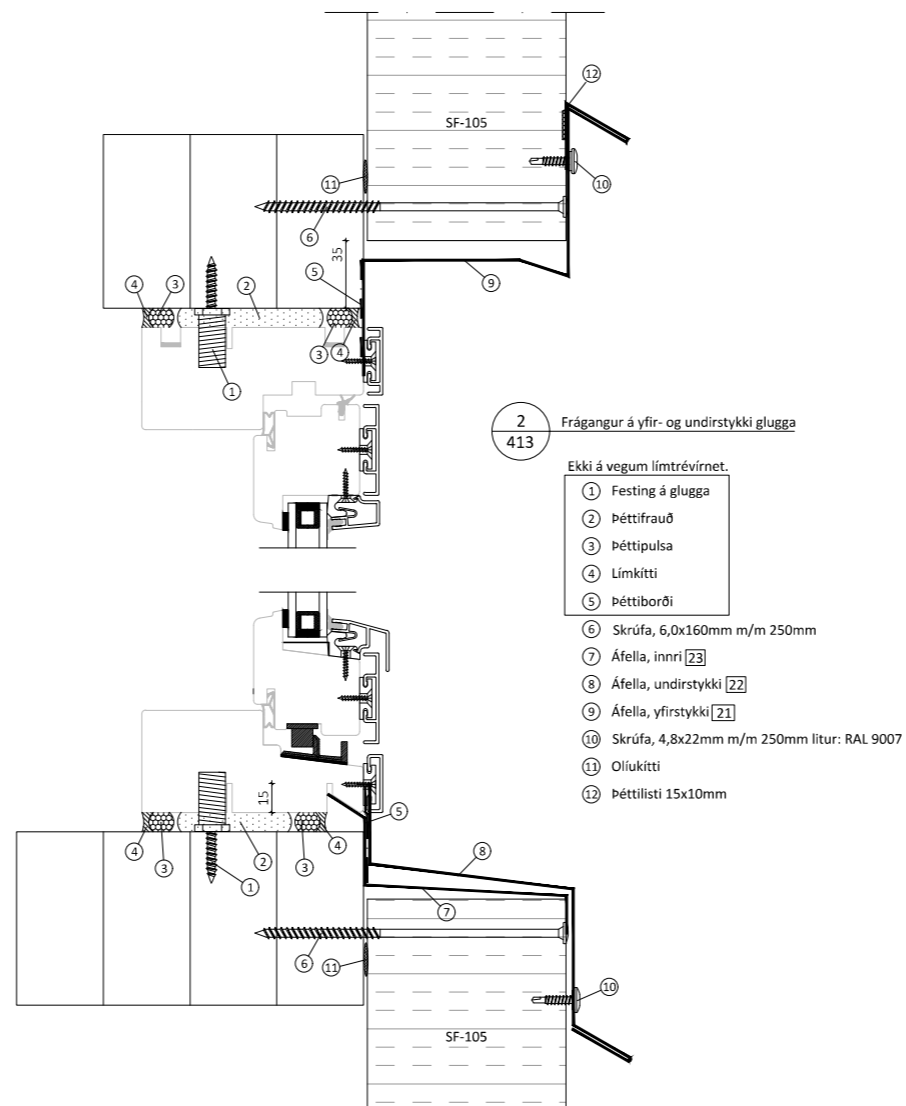 12
SF-105
11
10
6
35
5
9
4
3
2
3
4
1
2
413
Frágangur á yfir- og undirstykki glugga
Ekki á vegum límtrévírnet.
1 Festing á glugga
2 Þéttifrauð
3 Þéttipulsa
4 Límkítti
5 Þéttiborði
6 Skrúfa, 6,0x160mm m/m 250mm
7 Áfella, innri 23
8 Áfella, undirstykki 22
9 Áfella, yfirstykki 21
10 Skrúfa, 4,8x22mm m/m 250mm litur: RAL 9007
11 Olíukítti
12 Þéttilisti 15x10mm
15
5
4
3
1
2
3
4
8
7
6
11
10
SF-105